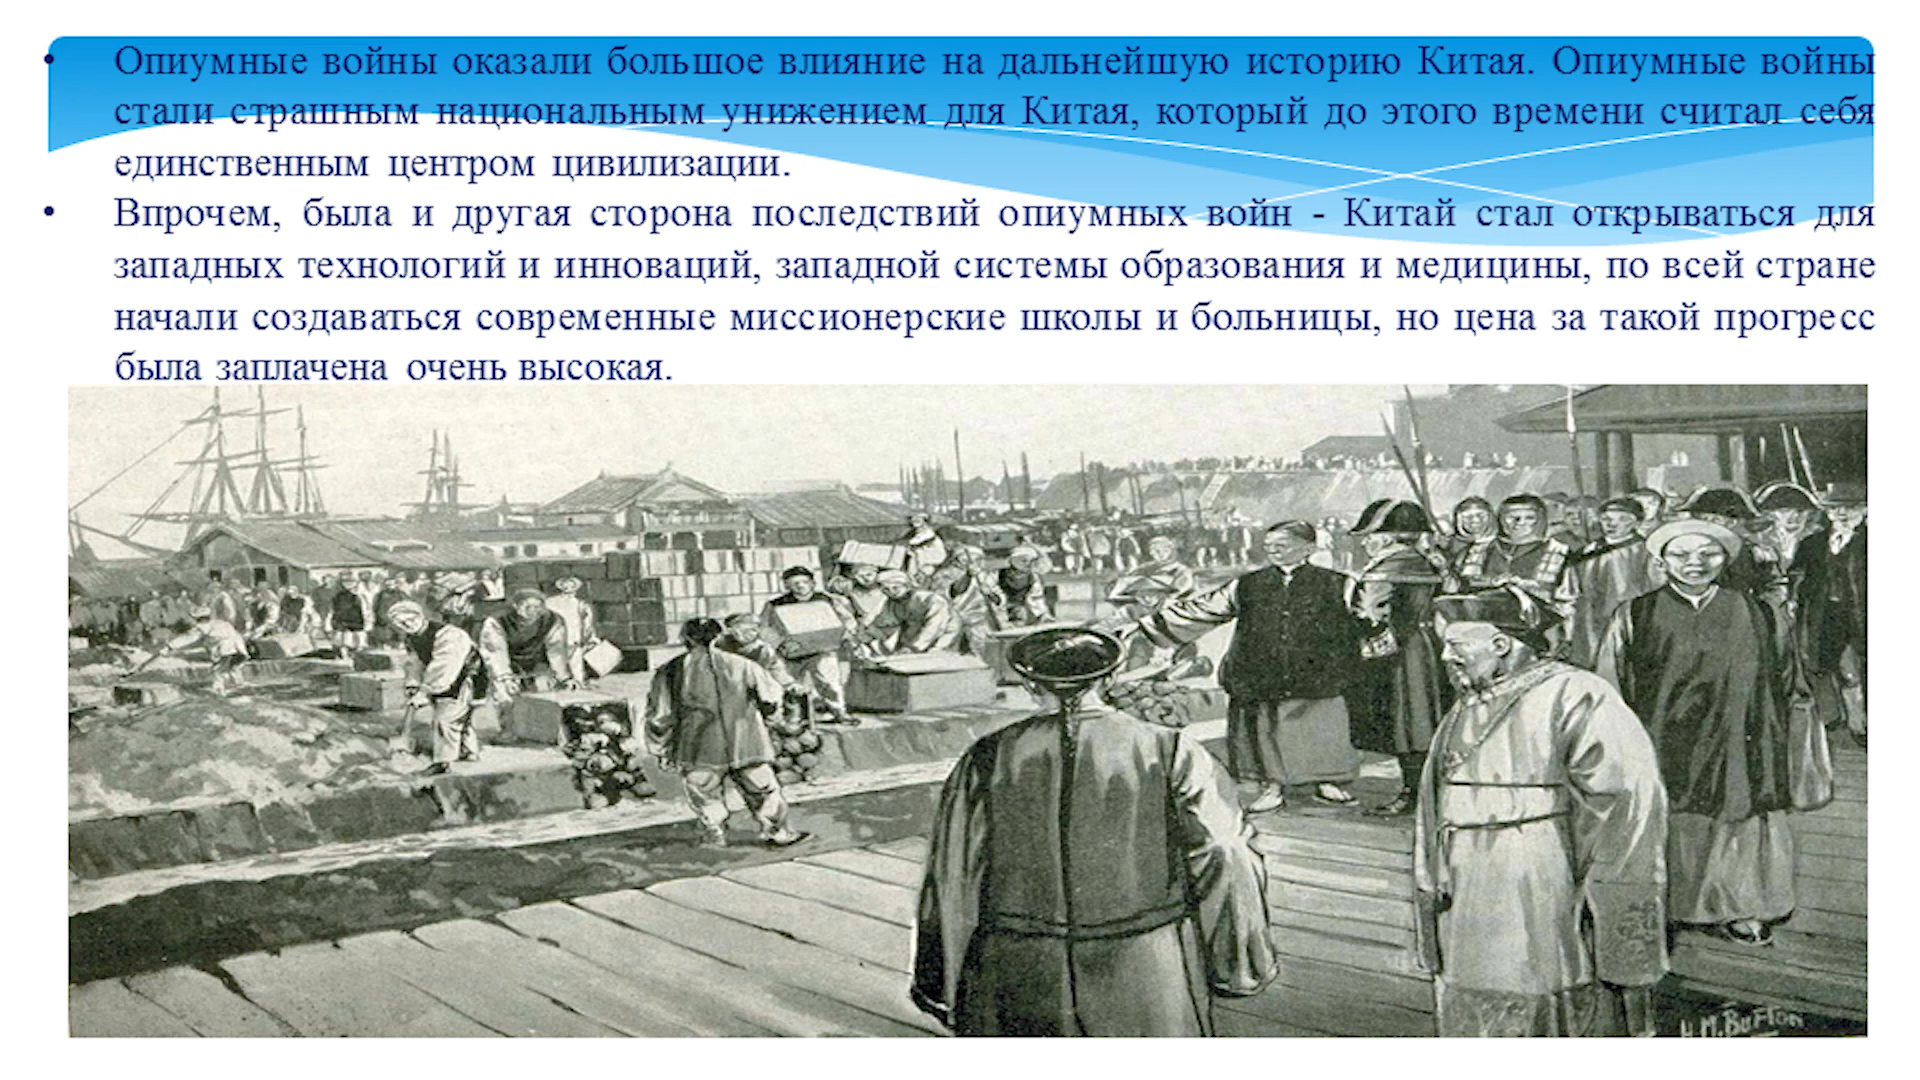 • Опиумные войны оказали большое влияние на дальнейшую историю Китая. Опиумные войны
стали страшным национальным унижением для Китая, который до этого времени считал себя
единственным центром цивилизации.
• Впрочем, была и другая сторона последствий опиумных войн - Китай стал открываться для
западных технологий и инноваций, западной системы образования и медицины, по всей стране
начали создаваться современные миссионерские школы и больницы, но цена за такой прогресс
была заплачена очень высокая.
H.M.Burton